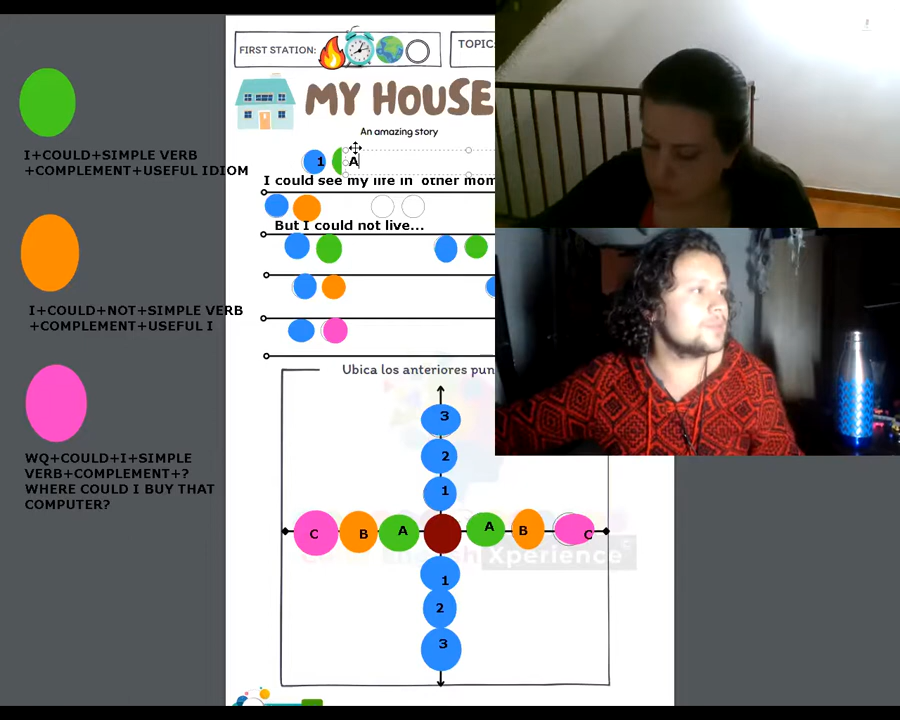 FIRST STATION:
TOPIC:
MY HOUSE
An amazing story
1 A
I could see my life in other mom
But I could not live...
I+COULD+SIMPLE VERB
+COMPLEMENT+USEFUL IDIOM
I+COULD+NOT+SIMPLE VERB
+COMPLEMENT+USEFUL I
WQ+COULD+I+SIMPLE
VERB+COMPLEMENT+?
WHERE COULD I BUY THAT
COMPUTER?
Ubica los anteriores pun
3
2
1
C B A A B C
Xperience
1
2
3